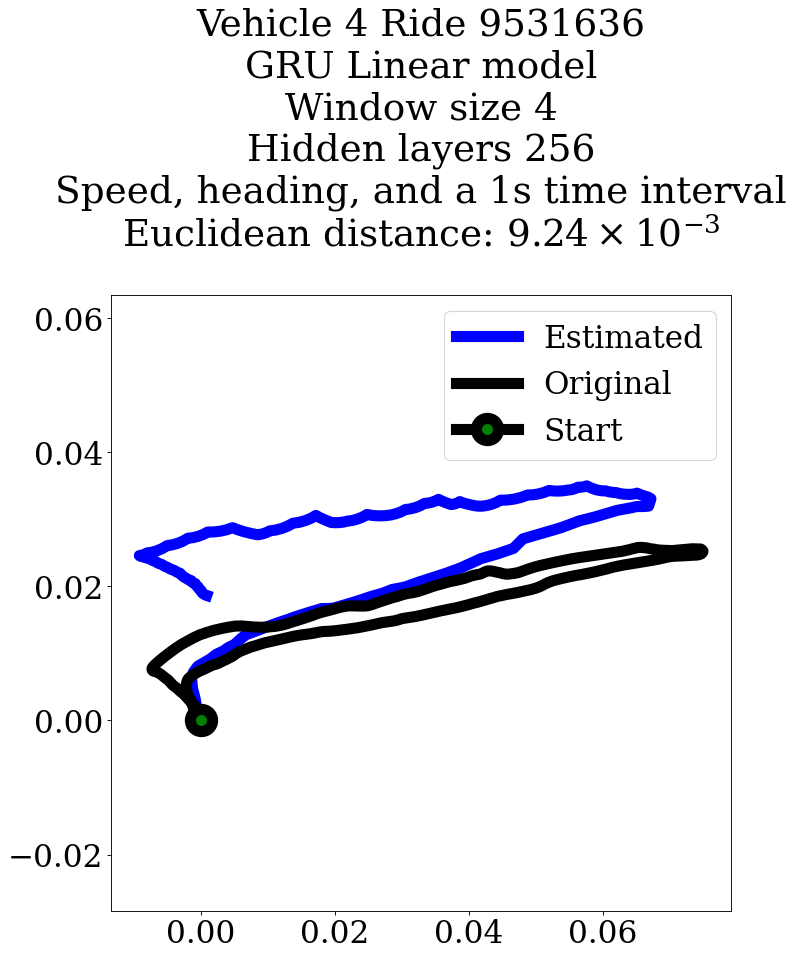 Vehicle 4 Ride 9531636
GRU Linear model
Window size 4
Hidden layers 256
Speed, heading, and a 1s time interval
Euclidean distance: 9.24 × 10⁻³
Estimated
Original
Start
0.06
0.04
0.02
0.00
−0.02
0.00 0.02 0.04 0.06